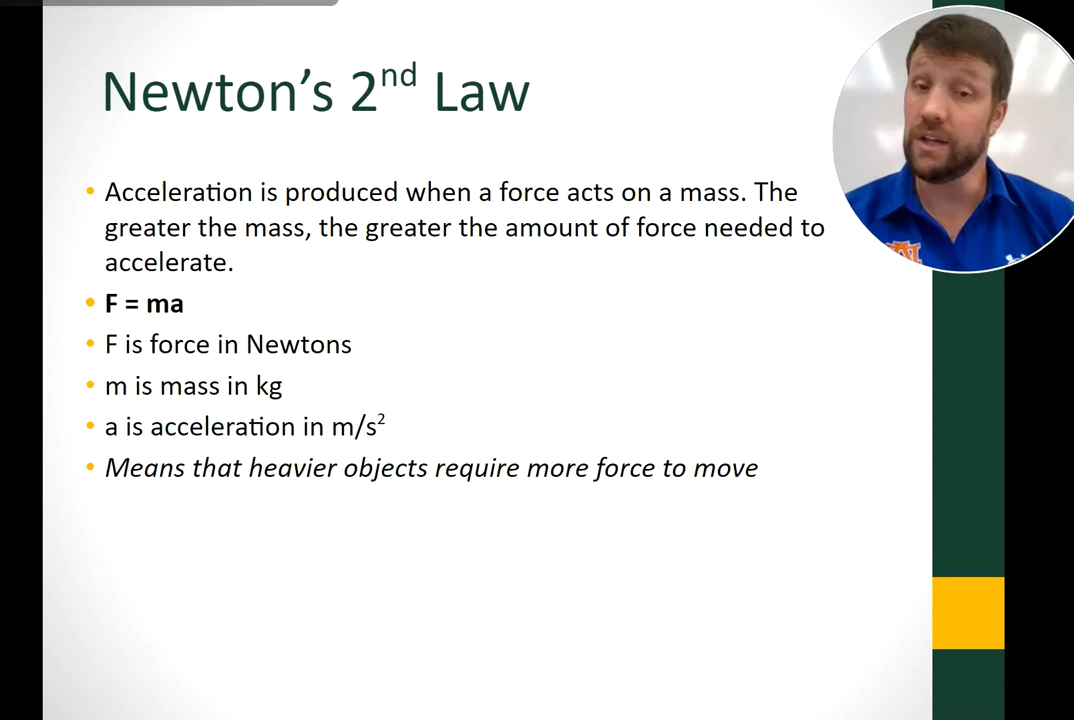 Newton’s 2nd Law
• Acceleration is produced when a force acts on a mass. The
greater the mass, the greater the amount of force needed to
accelerate.
• F = ma
• F is force in Newtons
• m is mass in kg
• a is acceleration in m/s²
• Means that heavier objects require more force to move